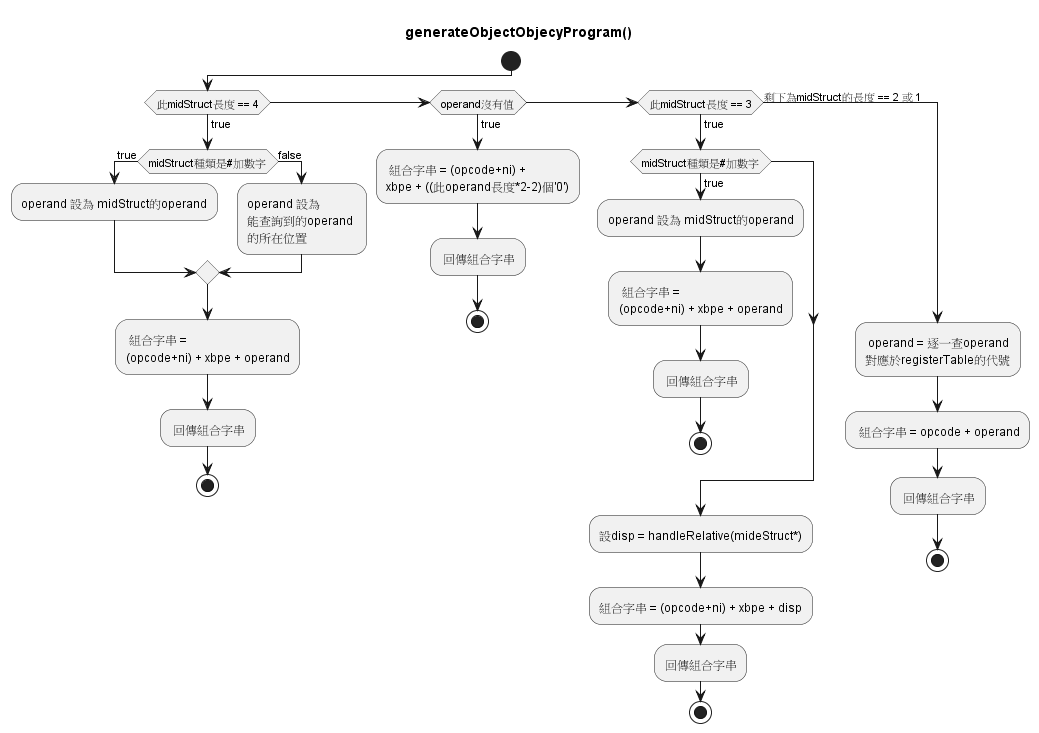 generateObjectObjecyProgram()
此midStruct長度 == 4
true
midStruct種類是#加數字
true
false
operand 設為 midStruct的operand
operand 設為
能查詢到的operand
的所在位置
組合字串 =
(opcode+ni) + xbpe + operand
回傳組合字串
operand沒有值
true
組合字串 = (opcode+ni) +
xbpe + ((此operand長度*2-2)個'0')
回傳組合字串
此midStruct長度 == 3
true
midStruct種類是#加數字
true
operand 設為 midStruct的operand
組合字串 =
(opcode+ni) + xbpe + operand
回傳組合字串
設disp = handleRelative(mideStruct*)
組合字串 = (opcode+ni) + xbpe + disp
回傳組合字串
剩下為midStruct的長度 == 2 或 1
operand = 逐一查operand
對應於registerTable的代號
組合字串 = opcode + operand
回傳組合字串